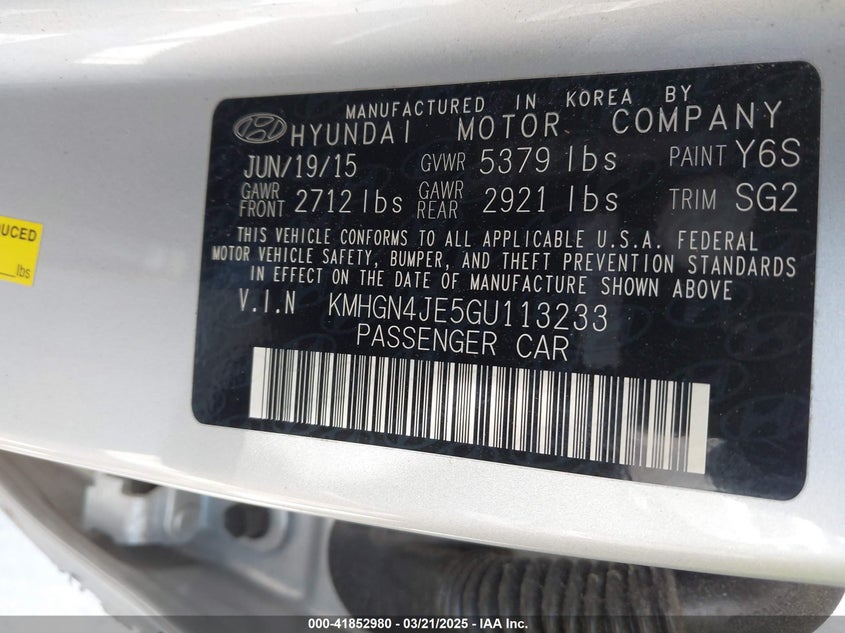 MANUFACTURED IN KOREA BY
HYUNDAI MOTOR COMPANY
JUN/19/15 GVWR 5379 lbs PAINT Y6S
GAWR FRONT 2712 lbs GAWR REAR 2921 lbs TRIM SG2
THIS VEHICLE CONFORMS TO ALL APPLICABLE U.S.A. FEDERAL
MOTOR VEHICLE SAFETY, BUMPER, AND THEFT PREVENTION STANDARDS
IN EFFECT ON THE DATE OF MANUFACTURE SHOWN ABOVE
V.I.N KMHGN4JE5GU113233
PASSENGER CAR
lbs
000-41852980 / 03/21/2025 / IAA, Inc.